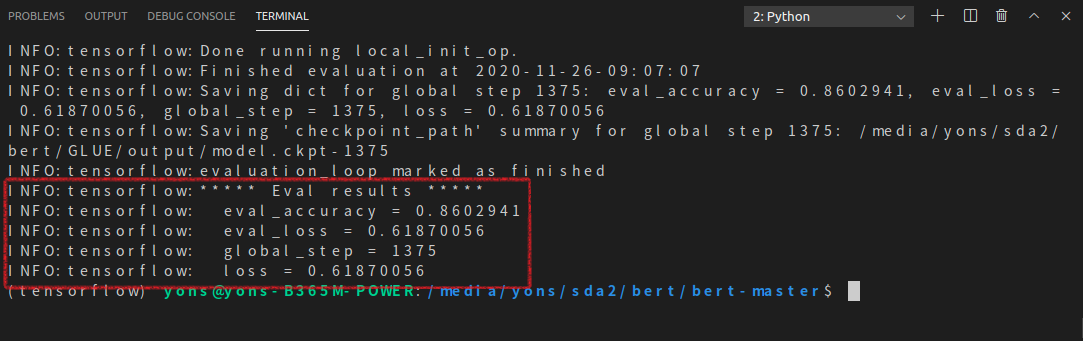 PROBLEMS OUTPUT DEBUG CONSOLE TERMINAL 2: Python
INFO:tensorflow:Done running local_init_op.
INFO:tensorflow:Finished evaluation at 2020-11-26-09:07:07
INFO:tensorflow:Saving dict for global step 1375: eval_accuracy = 0.8602941, eval_loss =
0.61870056, global_step = 1375, loss = 0.61870056
INFO:tensorflow:Saving 'checkpoint_path' summary for global step 1375: /media/yons/sda2/
bert/GLUE/output/model.ckpt-1375
INFO:tensorflow:evaluation_loop marked as finished
INFO:tensorflow:***** Eval results *****
INFO:tensorflow:  eval_accuracy = 0.8602941
INFO:tensorflow:  eval_loss = 0.61870056
INFO:tensorflow:  global_step = 1375
INFO:tensorflow:  loss = 0.61870056
(tensorflow) yons@yons-B365M-POWER:/media/yons/sda2/bert/bert-master$